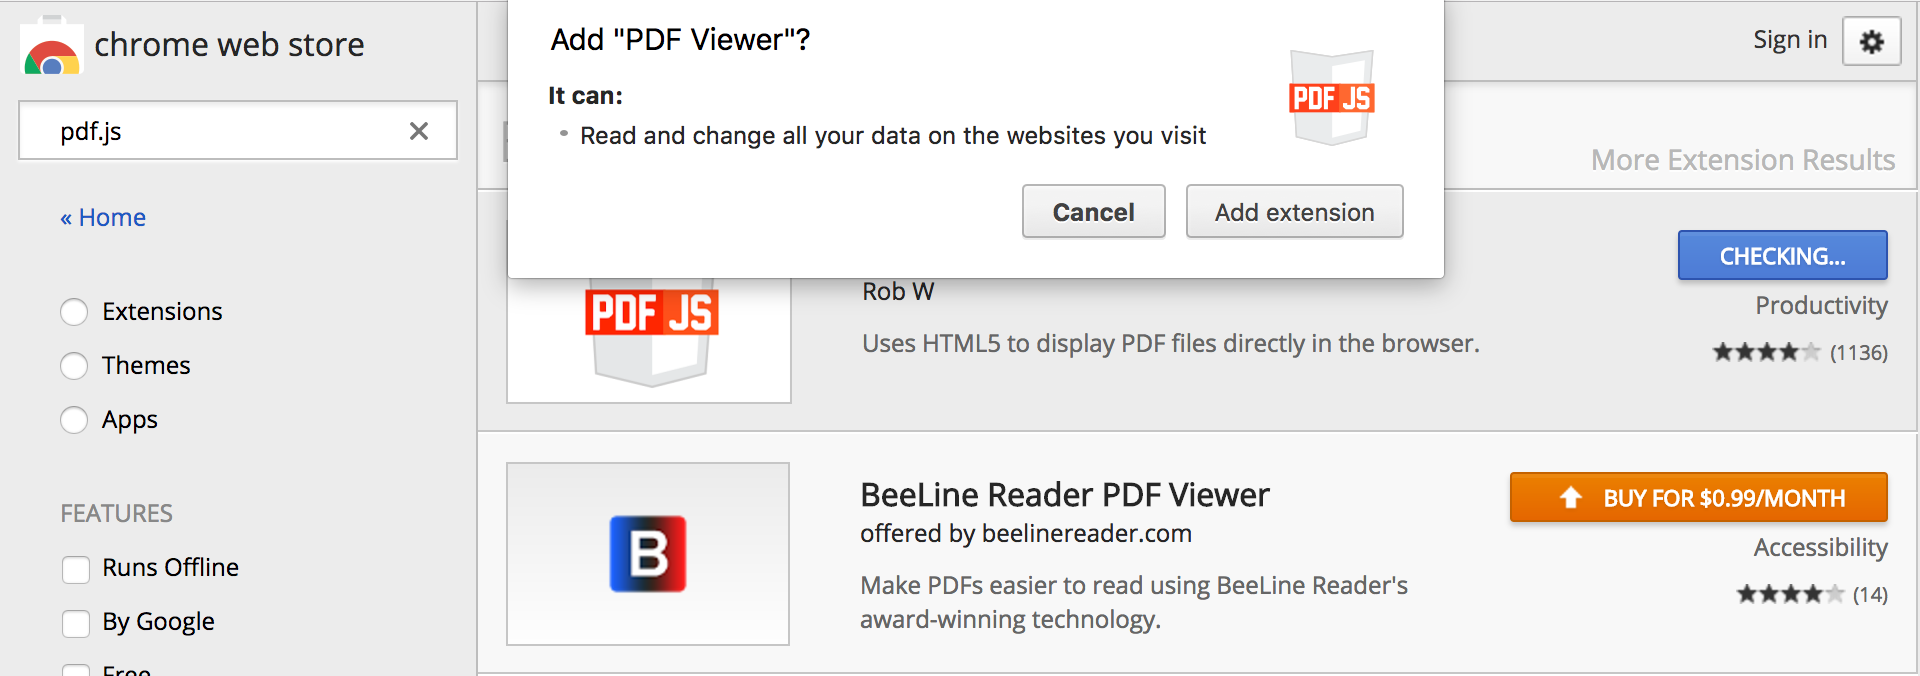 chrome web store
pdf.js
« Home
Extensions
Themes
Apps
FEATURES
Runs Offline
By Google
Free
Add "PDF Viewer"?
It can:
• Read and change all your data on the websites you visit
PDF JS
Cancel
Add extension
Sign in
More Extension Results
PDF JS
Rob W
Uses HTML5 to display PDF files directly in the browser.
CHECKING...
Productivity
(1136)
B
BeeLine Reader PDF Viewer
offered by beelinereader.com
Make PDFs easier to read using BeeLine Reader's
award-winning technology.
BUY FOR $0.99/MONTH
Accessibility
(14)